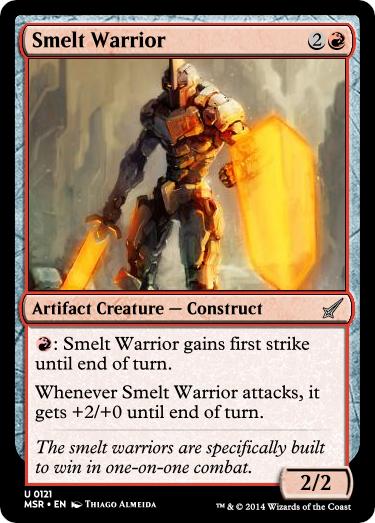 Smelt Warrior 2
Artifact Creature — Construct
: Smelt Warrior gains first strike
until end of turn.
Whenever Smelt Warrior attacks, it
gets +2/+0 until end of turn.
The smelt warriors are specifically built
to win in one-on-one combat.
2/2
U 0121
MSR • EN Thiago Almeida
™ & © 2014 Wizards of the Coast